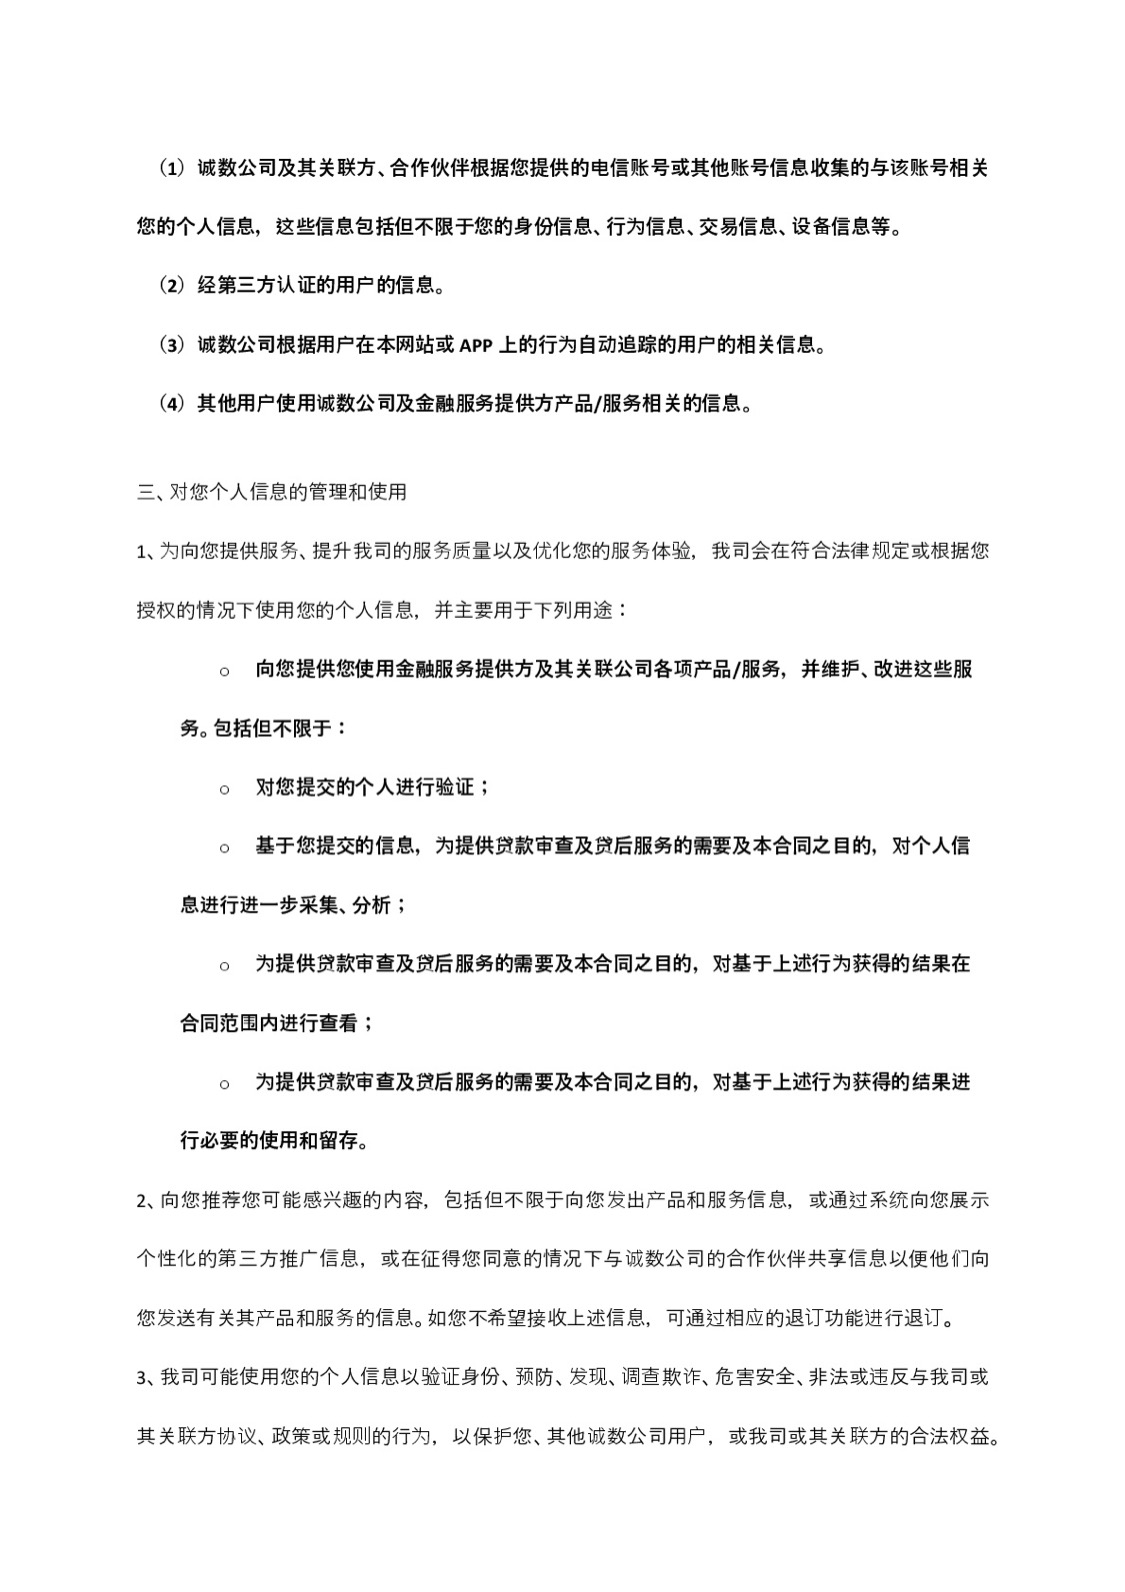 （1）诚数公司及其关联方、合作伙伴根据您提供的电信账号或其他账号信息收集的与该账号相关
您的个人信息，这些信息包括但不限于您的身份信息、行为信息、交易信息、设备信息等。
（2）经第三方认证的用户的信息。
（3）诚数公司根据用户在本网站或 APP 上的行为自动追踪的用户的相关信息。
（4）其他用户使用诚数公司及金融服务提供方产品/服务相关的信息。
三、对您个人信息的管理和使用
1、为向您提供服务、提升我司的服务质量以及优化您的服务体验，我司会在符合法律规定或根据您
授权的情况下使用您的个人信息，并主要用于下列用途：
o 向您提供您使用金融服务提供方及其关联公司各项产品/服务，并维护、改进这些服
务。包括但不限于：
o 对您提交的个人进行验证；
o 基于您提交的信息，为提供贷款审查及贷后服务的需要及本合同之目的，对个人信
息进行进一步采集、分析；
o 为提供贷款审查及贷后服务的需要及本合同之目的，对基于上述行为获得的结果在
合同范围内进行查看；
o 为提供贷款审查及贷后服务的需要及本合同之目的，对基于上述行为获得的结果进
行必要的使用和留存。
2、向您推荐您可能感兴趣的内容，包括但不限于向您发出产品和服务信息，或通过系统向您展示
个性化的第三方推广信息，或在征得您同意的情况下与诚数公司的合作伙伴共享信息以便他们向
您发送有关其产品和服务的信息。如您不希望接收上述信息，可通过相应的退订功能进行退订。
3、我司可能使用您的个人信息以验证身份、预防、发现、调查欺诈、危害安全、非法或违反与我司或
其关联方协议、政策或规则的行为，以保护您、其他诚数公司用户，或我司或其关联方的合法权益。